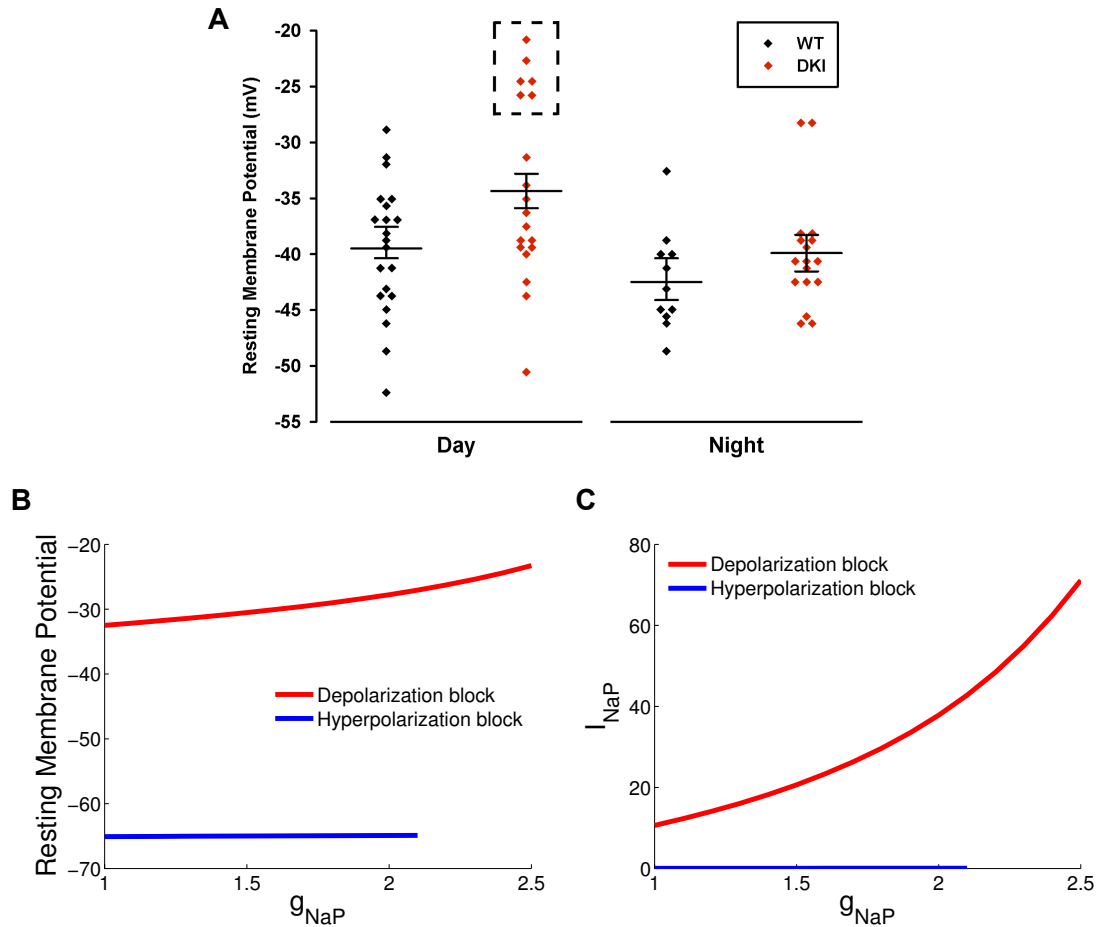 A
Resting Membrane Potential (mV)
-20
-25
-30
-35
-40
-45
-50
-55
WT
DKI
Day
Night
B
Resting Membrane Potential
−20
−30
−40
−50
−60
−70
Depolarization block
Hyperpolarization block
1
1.5
2
2.5
gNaP
C
INaP
80
60
40
20
0
Depolarization block
Hyperpolarization block
1
1.5
2
2.5
gNaP